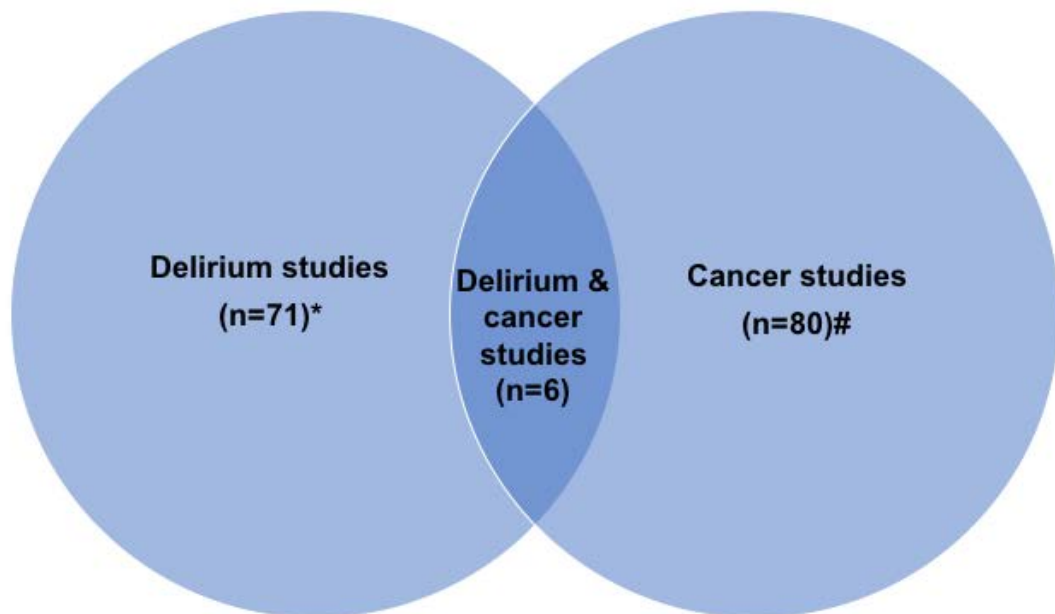 Delirium studies
(n=71)*
Delirium &
cancer
studies
(n=6)
Cancer studies
(n=80)#